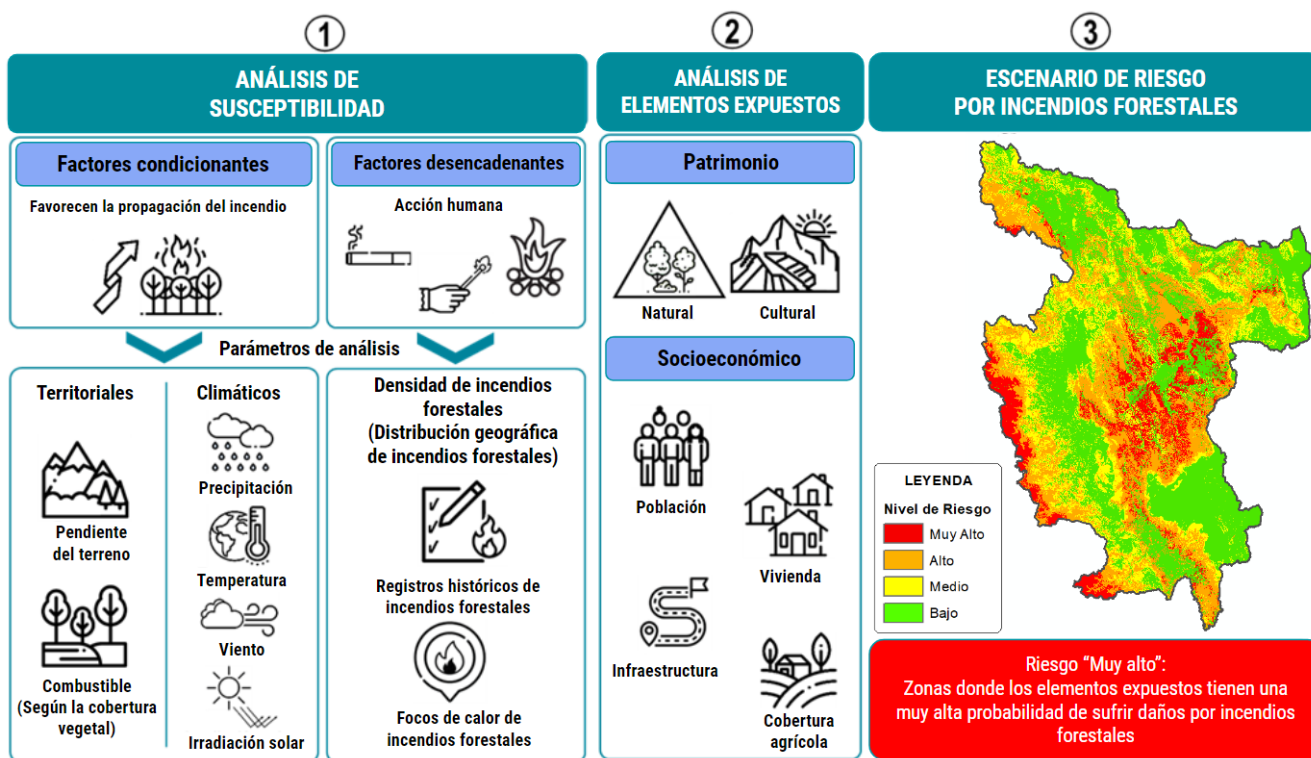 1
ANÁLISIS DE
SUSCEPTIBILIDAD
Factores condicionantes
Favorecen la propagación del incendio
Factores desencadenantes
Acción humana
Parámetros de análisis
Territoriales
Pendiente
del terreno
Combustible
(Según la cobertura
vegetal)
Climáticos
Precipitación
Temperatura
Viento
Irradiación solar
Densidad de incendios
forestales
(Distribución geográfica
de incendios forestales)
Registros históricos de
incendios forestales
Focos de calor de
incendios forestales
2
ANÁLISIS DE
ELEMENTOS EXPUESTOS
Patrimonio
Natural
Cultural
Socioeconómico
Población
Vivienda
Infraestructura
Cobertura
agrícola
3
ESCENARIO DE RIESGO
POR INCENDIOS FORESTALES
LEYENDA
Nivel de Riesgo
Muy Alto
Alto
Medio
Bajo
Riesgo “Muy alto”:
Zonas donde los elementos expuestos tienen una
muy alta probabilidad de sufrir daños por incendios
forestales